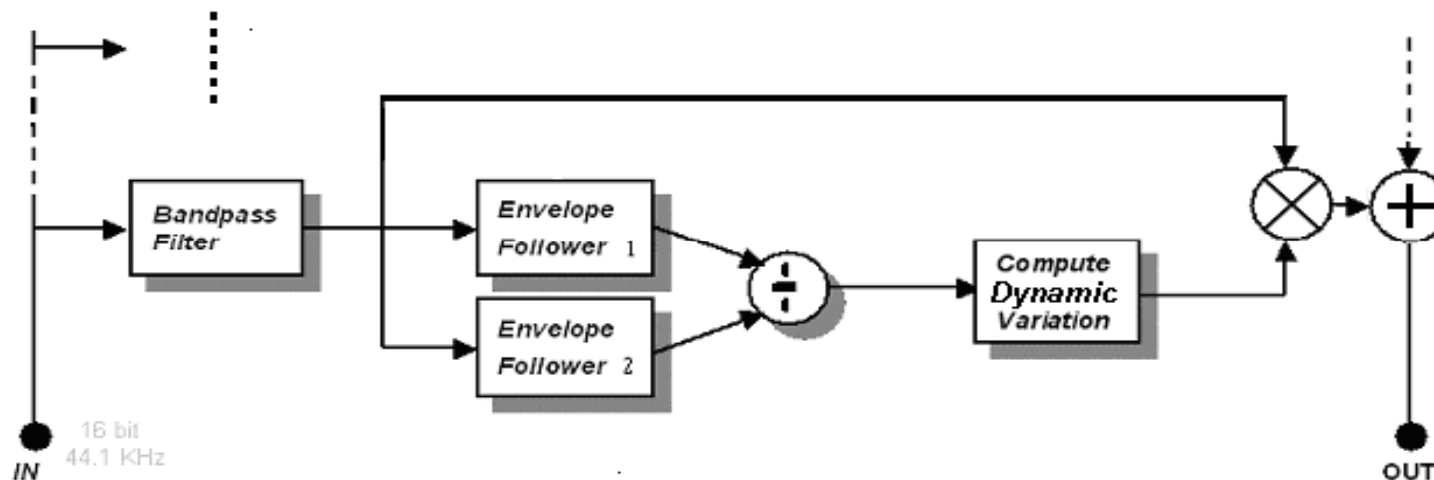 Bandpass
Filter
Envelope
Follower 1
Envelope
Follower 2
Compute
Dynamic
Variation
16 bit
44.1 KHz
IN
OUT